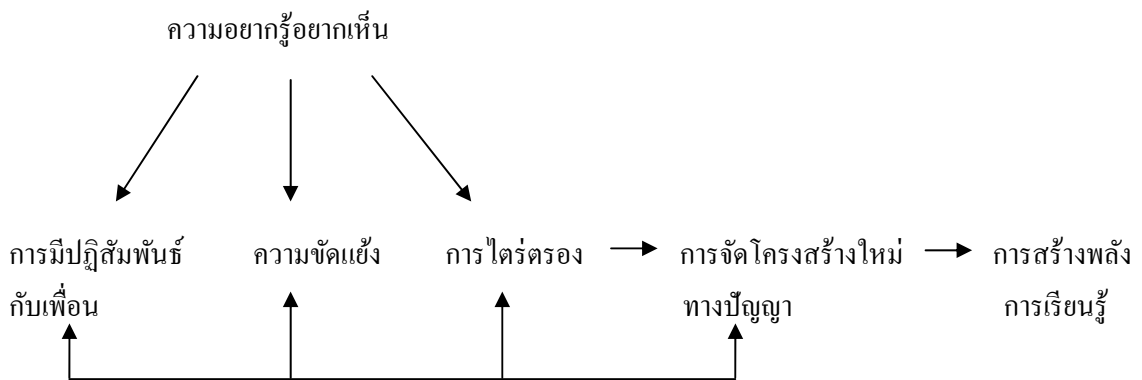 ความอยากรู้อยากเห็น
การมีปฏิสัมพันธ์ ความขัดแย้ง การไตร่ตรอง การจัดโครงสร้างใหม่ การสร้างพลัง
กับเพื่อน ทางปัญญา การเรียนรู้